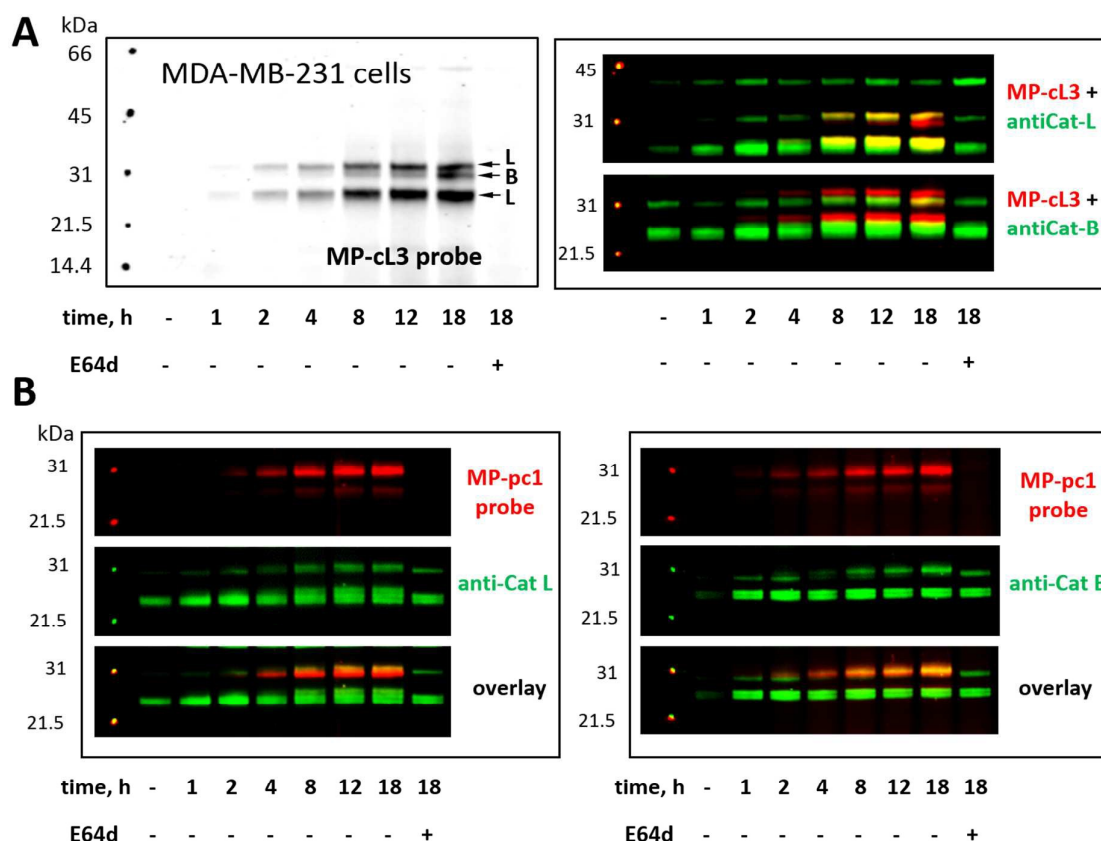 A
kDa
66
45
31
21.5
14.4
MDA-MB-231 cells
L
B
L
MP-cL3 probe
time, h - 1 2 4 8 12 18 18
E64d - - - - - - - +
45
31
MP-cL3 +
antiCat-L
31
21.5
MP-cL3 +
antiCat-B
- 1 2 4 8 12 18 18
- - - - - - - +
B
kDa
31
21.5
MP-pc1
probe
31
21.5
anti-Cat L
31
21.5
overlay
time, h - 1 2 4 8 12 18 18
E64d - - - - - - - +
31
21.5
MP-pc1
probe
31
21.5
anti-Cat
31
21.5
overlay
time, h - 1 2 4 8 12 18 18
E64d - - - - - - - +